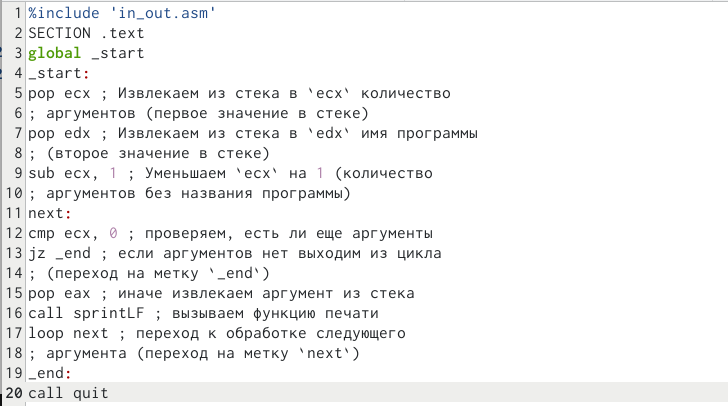 1 %include 'in_out.asm'
2 SECTION .text
3 global _start
4 _start:
5 pop ecx ; Извлекаем из стека в `ecx` количество
6 ; аргументов (первое значение в стеке)
7 pop edx ; Извлекаем из стека в `edx` имя программы
8 ; (второе значение в стеке)
9 sub ecx, 1 ; Уменьшаем `ecx` на 1 (количество
10 ; аргументов без названия программы)
11 next:
12 cmp ecx, 0 ; проверяем, есть ли еще аргументы
13 jz _end ; если аргументов нет выходим из цикла
14 ; (переход на метку `_end`)
15 pop eax ; иначе извлекаем аргумент из стека
16 call sprintLF ; вызываем функцию печати
17 loop next ; переход к обработке следующего
18 ; аргумента (переход на метку `next`)
19 _end:
20 call quit